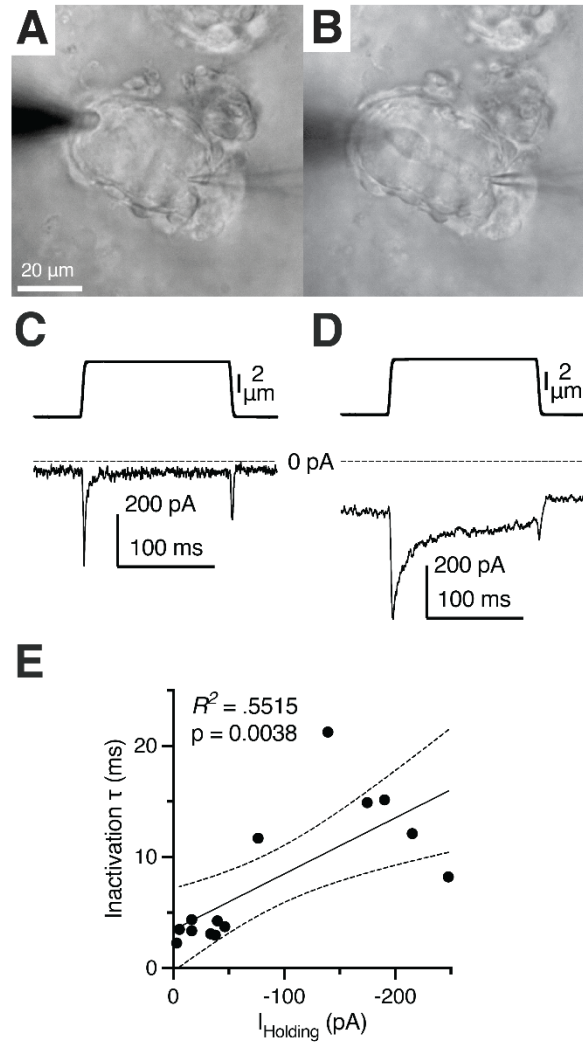 A
B
20 µm
C
D
2
µm
2
µm
0 pA
200 pA
100 ms
200 pA
100 ms
E
R² = .5515
p = 0.0038
Inactivation τ (ms)
20
10
0
0
-100
-200
I_Holding (pA)